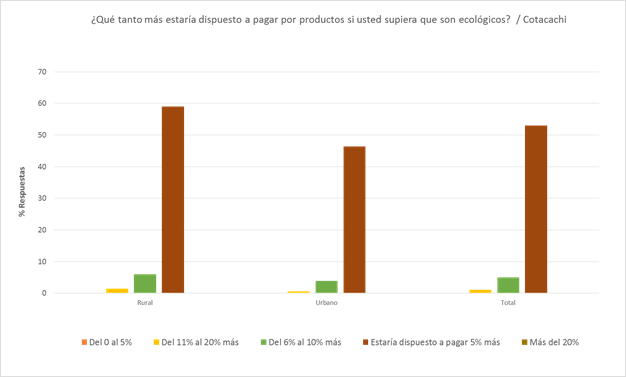 ¿Qué tanto más estaría dispuesto a pagar por productos si usted supiera que son ecológicos?  / Cotacachi
% Respuestas
70
60
50
40
30
20
10
0
Rural Urbano Total
Del 0 al 5% Del 11% al 20% más Del 6% al 10% más Estaría dispuesto a pagar 5% más Más del 20%